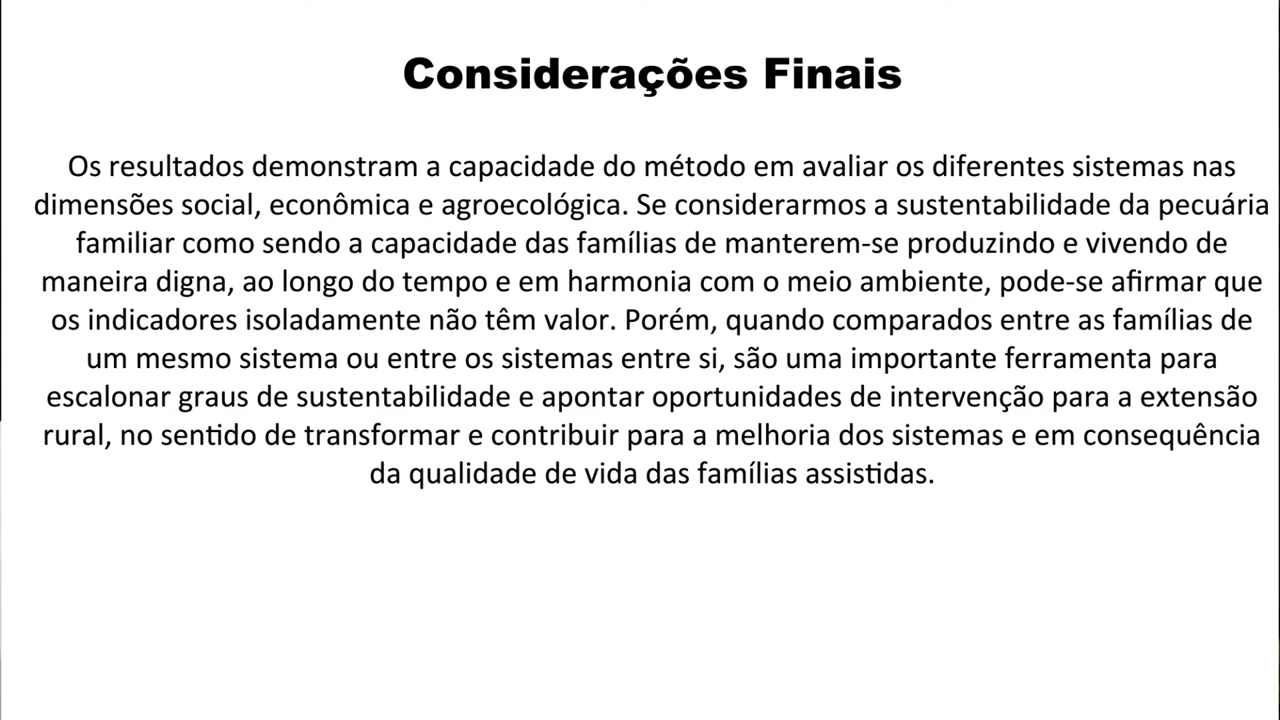 Considerações Finais
Os resultados demonstram a capacidade do método em avaliar os diferentes sistemas nas
dimensões social, econômica e agroecológica. Se considerarmos a sustentabilidade da pecuária
familiar como sendo a capacidade das famílias de manterem-se produzindo e vivendo de
maneira digna, ao longo do tempo e em harmonia com o meio ambiente, pode-se afirmar que
os indicadores isoladamente não têm valor. Porém, quando comparados entre as famílias de
um mesmo sistema ou entre os sistemas entre si, são uma importante ferramenta para
escalonar graus de sustentabilidade e apontar oportunidades de intervenção para a extensão
rural, no sentido de transformar e contribuir para a melhoria dos sistemas e em consequência
da qualidade de vida das famílias assistidas.